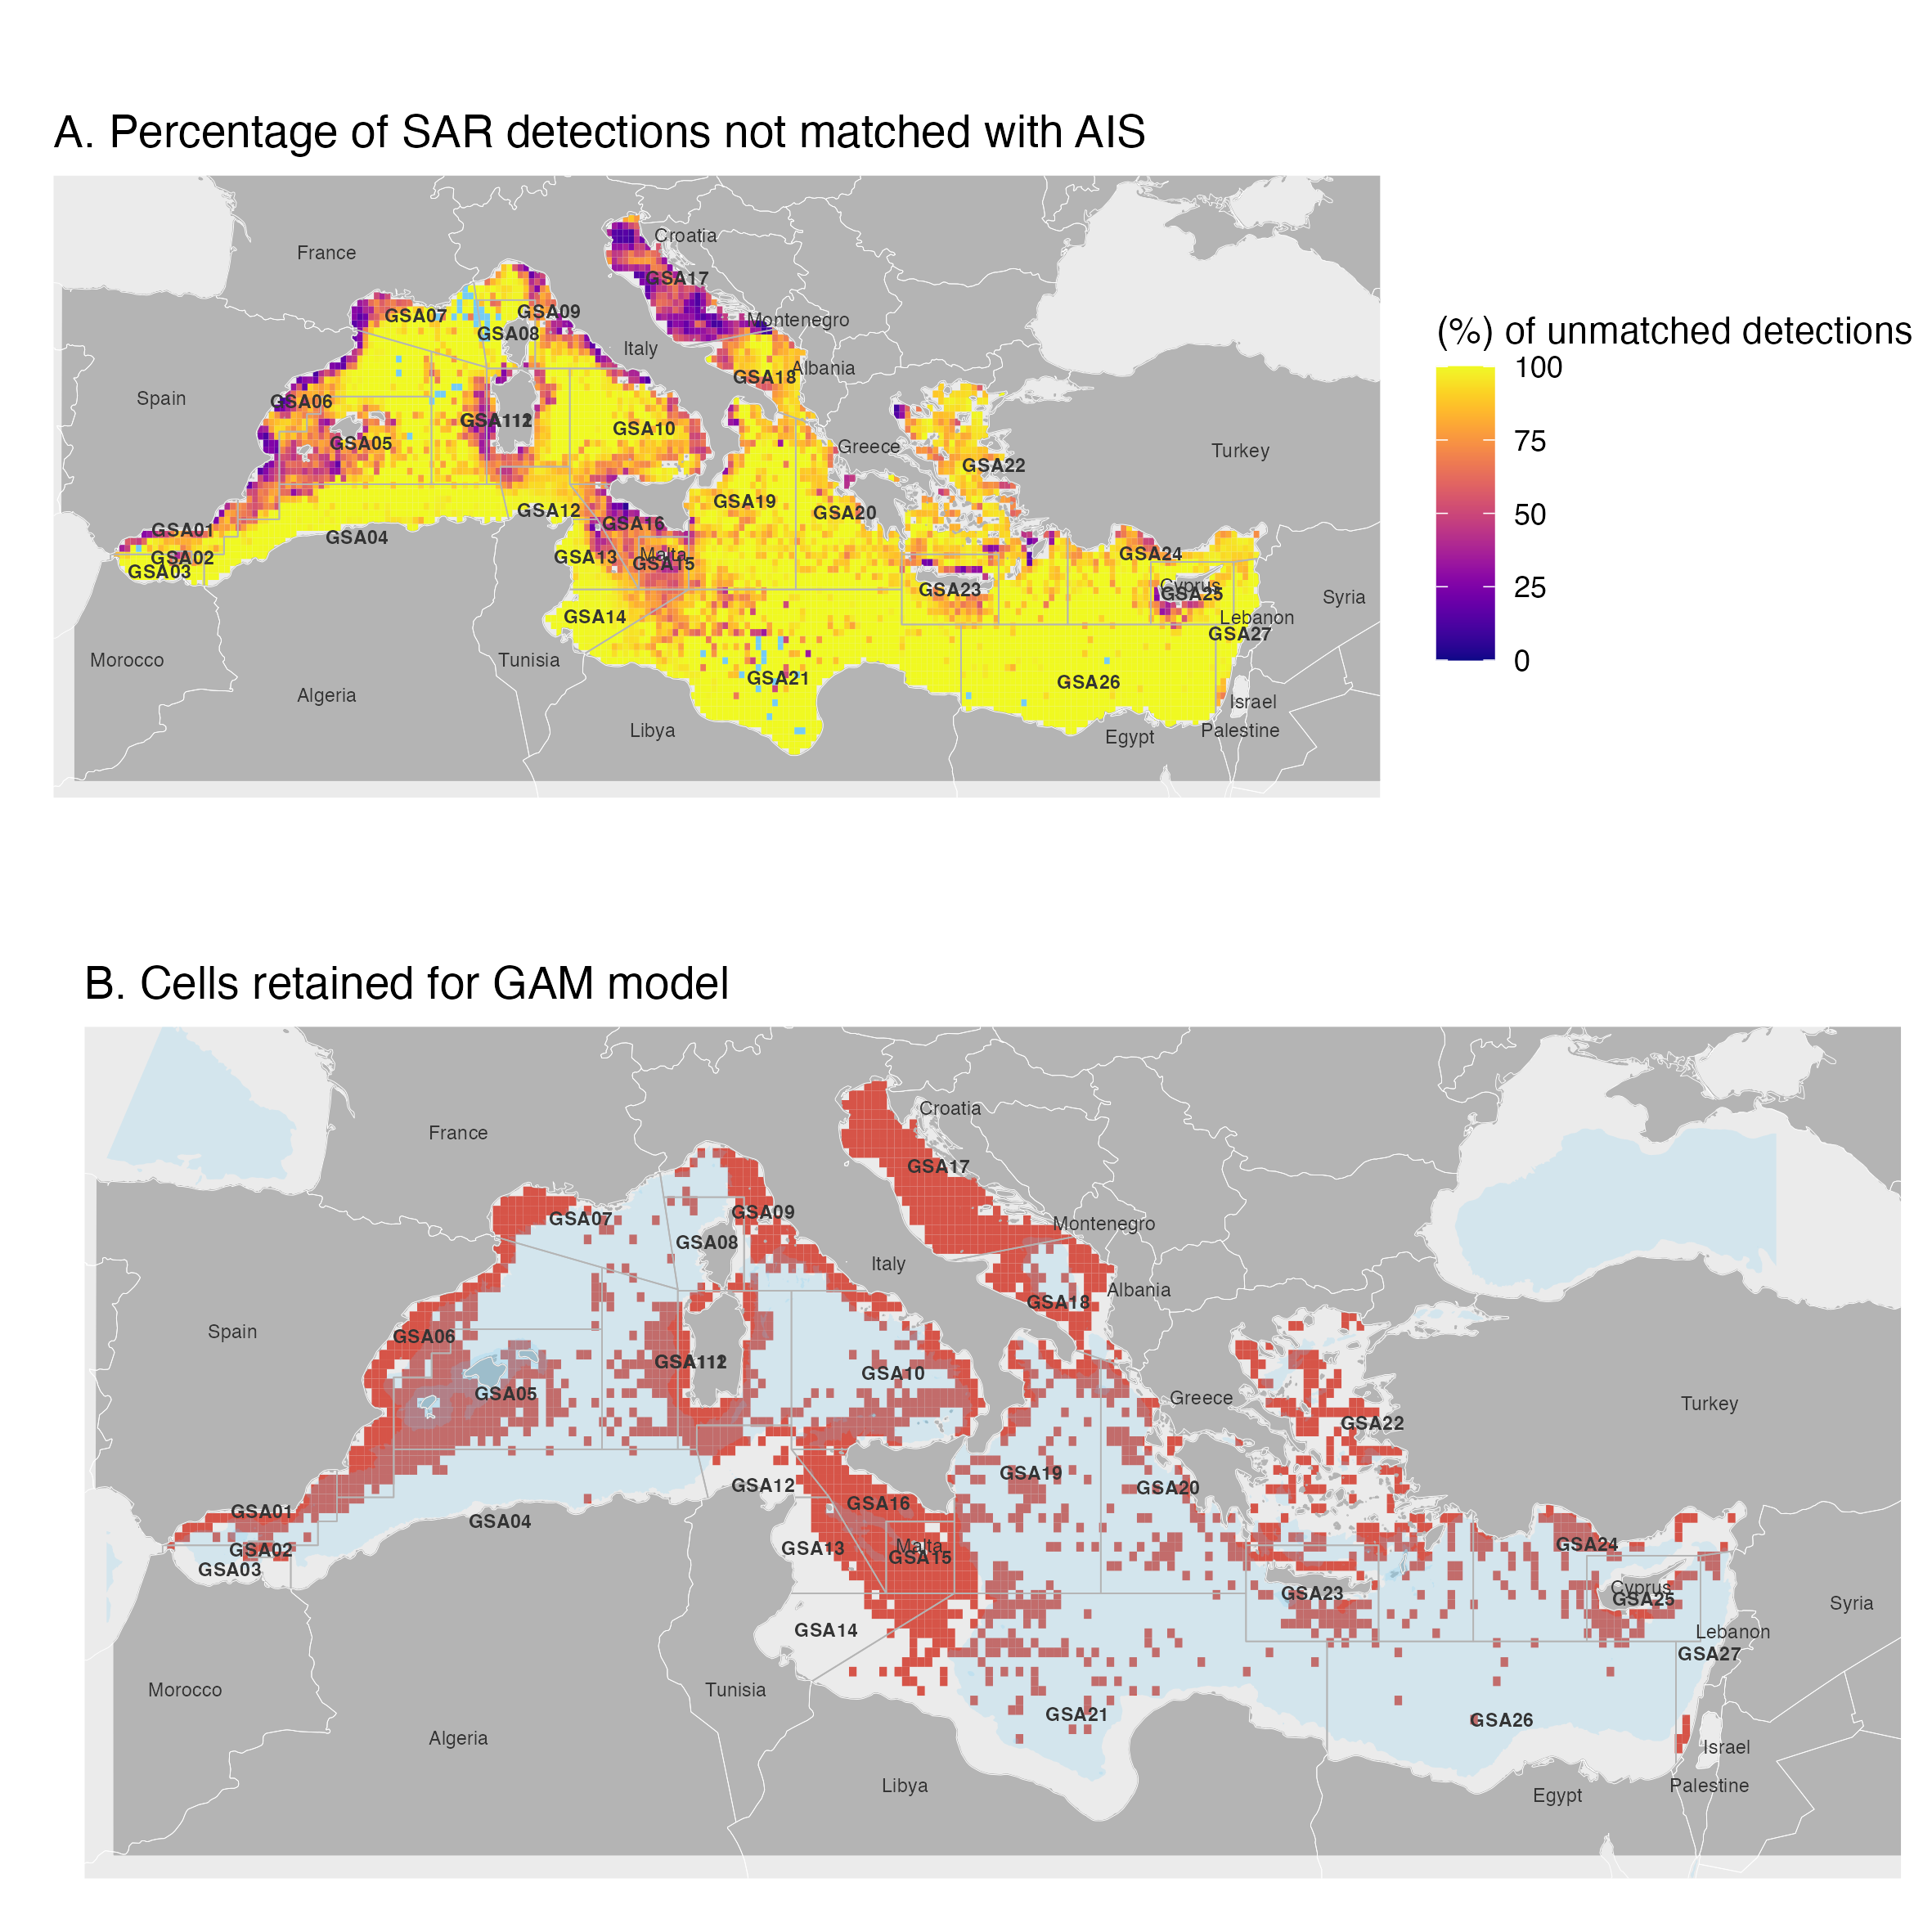 A. Percentage of SAR detections not matched with AIS
Croatia
France
GSA17
GSA09
GSA07
Montenegro
GSA08
Italy
Albania
GSA18
Spain
GSA06
GSA10
GSA05
Greece
Turkey
GSA22
GSA19
GSA12
GSA20
GSA16
GSA01
GSA04
GSA13
Malta
GSA15
GSA24
GSA02
GSA03
GSA23
Cyprus
GSA25
Syria
GSA14
Lebanon
GSA27
Morocco
Tunisia
GSA21
GSA26
Algeria
Israel
Libya
Egypt
Palestine
(%) of unmatched detections
100
75
50
25
0
B. Cells retained for GAM model
Croatia
France
GSA17
GSA07
GSA09
Montenegro
GSA08
Italy
Albania
GSA18
Spain
GSA06
GSA10
GSA05
Greece
Turkey
GSA22
GSA19
GSA12
GSA20
GSA16
GSA01
GSA04
GSA13
Malta
GSA15
GSA24
GSA02
GSA03
GSA23
Cyprus
GSA25
Syria
GSA14
Lebanon
GSA27
Morocco
Tunisia
GSA21
GSA26
Algeria
Israel
Libya
Egypt
Palestine